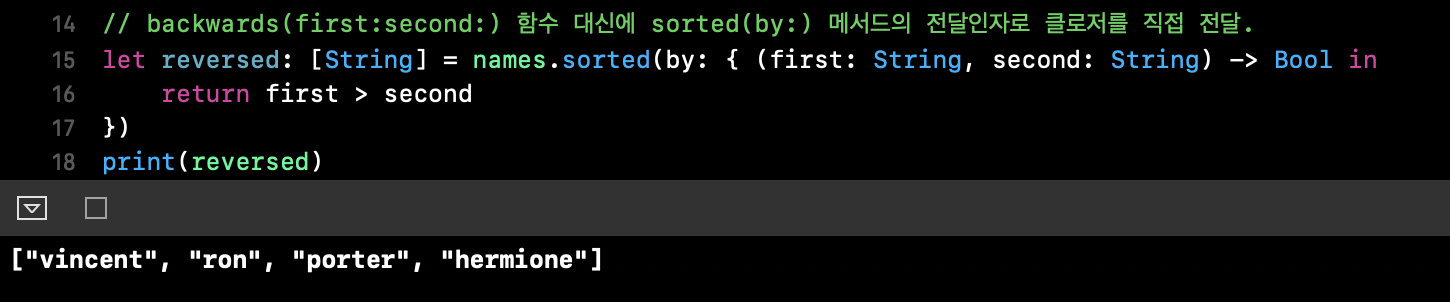 14 // backwards(first:second:) 함수 대신에 sorted(by:) 메서드의 전달인자로 클로저를 직접 전달.
15 let reversed: [String] = names.sorted(by: { (first: String, second: String) -> Bool in
16     return first > second
17 })
18 print(reversed)
["vincent", "ron", "porter", "hermione"]